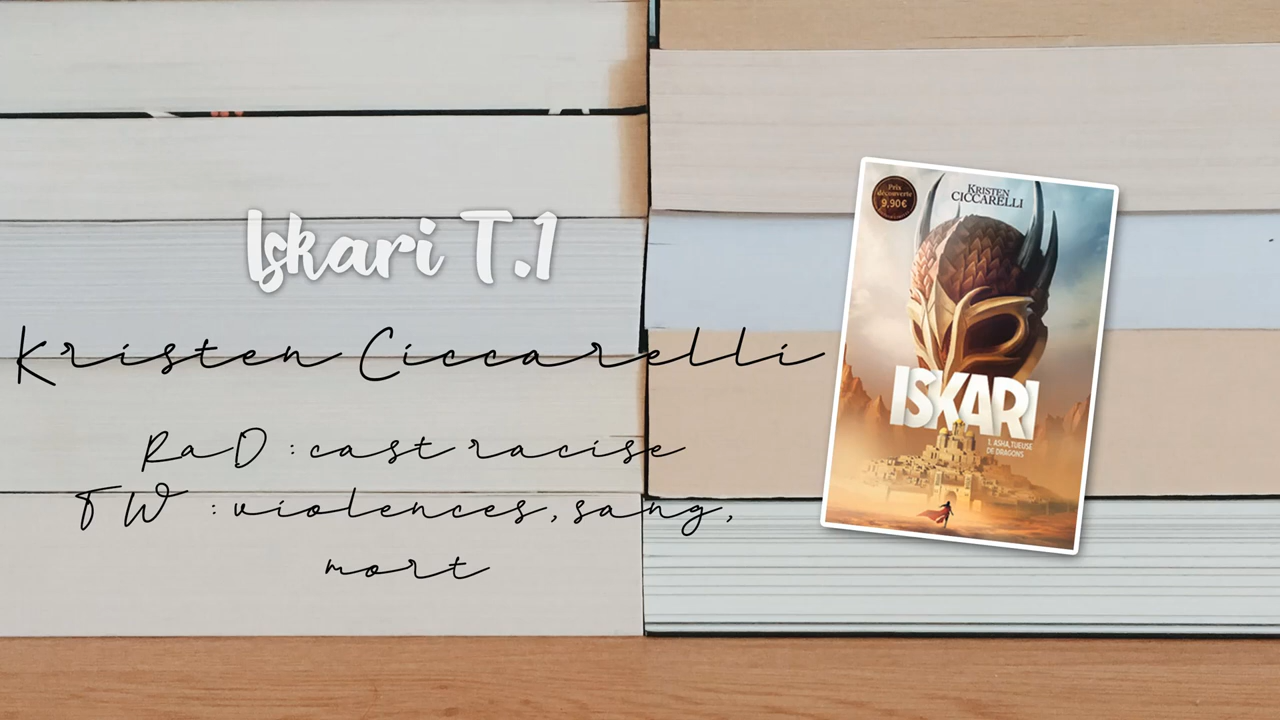 Iskari T.1
Kristen Ciccarelli
RaD : cast racise
TW : violences, sang,
mort
Prix
découverte
9,90€
KRISTEN
CICCARELLI
ISKARI
1. ASHA, TUEUSE
DE DRAGONS